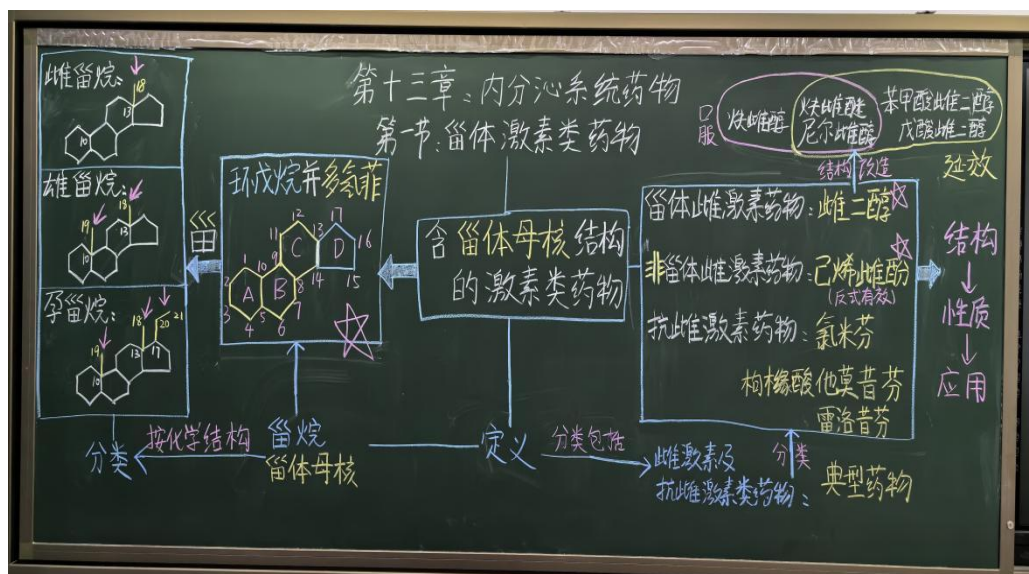 第十三章:内分泌系统药物
第一节:甾体激素类药物
雌甾烷:
18
13
雄甾烷:
19
18
10
13
孕甾烷:
19
18
20
21
10
13
17
分类
按化学结构
甾烷
甾体母核
巛
田
环戊烷并多氢菲
1 2 3 4 5 6 7 8 9 10 11 12 13 14 15 16 17
A B C D
含甾体母核结构
的激素类药物
定义
分类包括
雌激素及
抗雌激素类药物:
分类
典型药物
口服
炔雌醇
炔雌醚
尼尔雌醇
苯甲酸雌二醇
戊酸雌二醇
延效
结构改造
甾体雌激素药物:雌二醇
非甾体雌激素药物:己烯雌酚
(反式有效)
抗雌激素药物:氯米芬
枸橼酸他莫昔芬
雷洛昔芬
结构
性质
应用